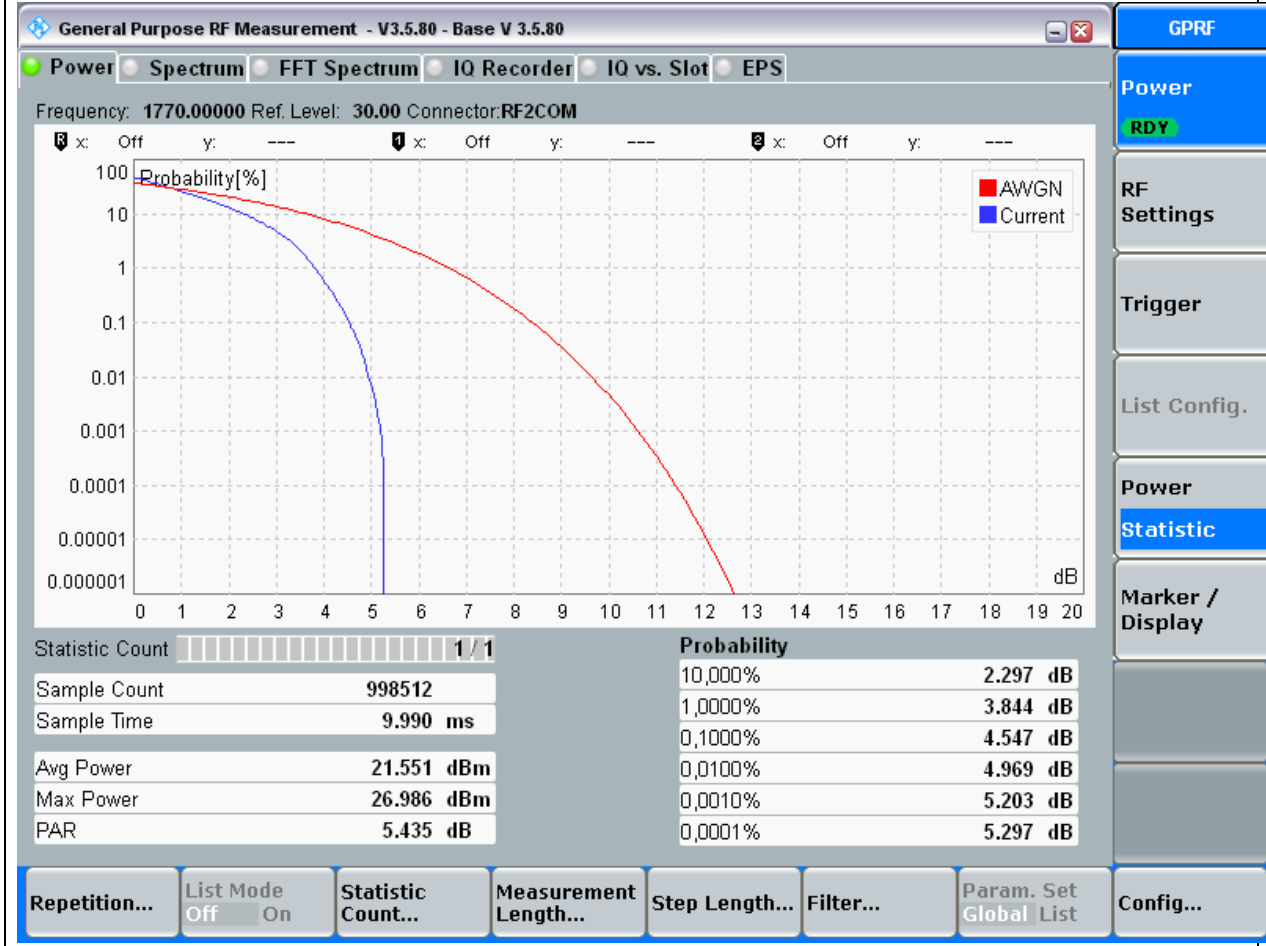 General Purpose RF Measurement - V3.5.80 - Base V 3.5.80
GPRF
Power Spectrum FFT Spectrum IQ Recorder IQ vs. Slot EPS
Frequency: 1770.00000 Ref. Level: 30.00 Connector:RF2COM
R x: Off y: --- 1 x: Off y: --- 2 x: Off y: ---
Probability[%]
AWGN
Current
100
10
1
0.1
0.01
0.001
0.0001
0.00001
0.000001
dB
0 1 2 3 4 5 6 7 8 9 10 11 12 13 14 15 16 17 18 19 20
Statistic Count 1 / 1
Sample Count 998512
Sample Time 9.990 ms
Avg Power 21.551 dBm
Max Power 26.986 dBm
PAR 5.435 dB
Probability
10,000% 2.297 dB
1,0000% 3.844 dB
0,1000% 4.547 dB
0,0100% 4.969 dB
0,0010% 5.203 dB
0,0001% 5.297 dB
Power
RDY
RF
Settings
Trigger
List Config.
Power
Statistic
Marker /
Display
Repetition...
List Mode
Off On
Statistic
Count...
Measurement
Length...
Step Length...
Filter...
Param. Set
Global List
Config...